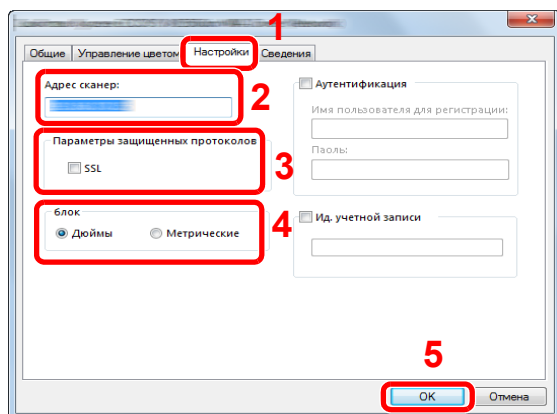 1
Общие Управление цветом Настройки Сведения
Адрес сканер:
2
Параметры защищенных протоколов
SSL
3
блок
Дюймы Метрические
4
Аутентификация
Имя пользователя для регистрации:
Паоль:
Ид. учетной записи
5
OK Отмена